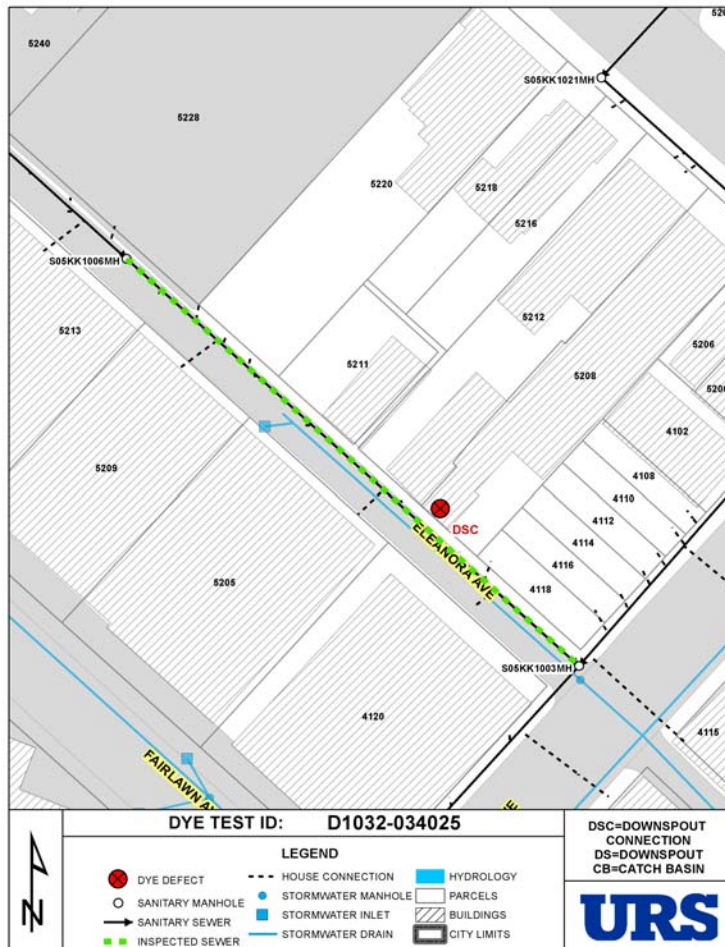 5240
5228
520
S05KK1021MH
5220
5218
5216
S05KK1006MH
5213
5212
5211
5208
5206
5200
4102
5209
4108
4110
4112
4114
4116
4118
DSC
ELEANORA AVE
5205
S05KK1003MH
4120
4115
FAIRLAWN AV
E
DYE TEST ID: D1032-034025
LEGEND
DYE DEFECT
SANITARY MANHOLE
SANITARY SEWER
INSPECTED SEWER
HOUSE CONNECTION
STORMWATER MANHOLE
STORMWATER INLET
STORMWATER DRAIN
HYDROLOGY
PARCELS
BUILDINGS
CITY LIMITS
DSC=DOWNSPOUT
CONNECTION
DS=DOWNSPOUT
CB=CATCH BASIN
N
URS